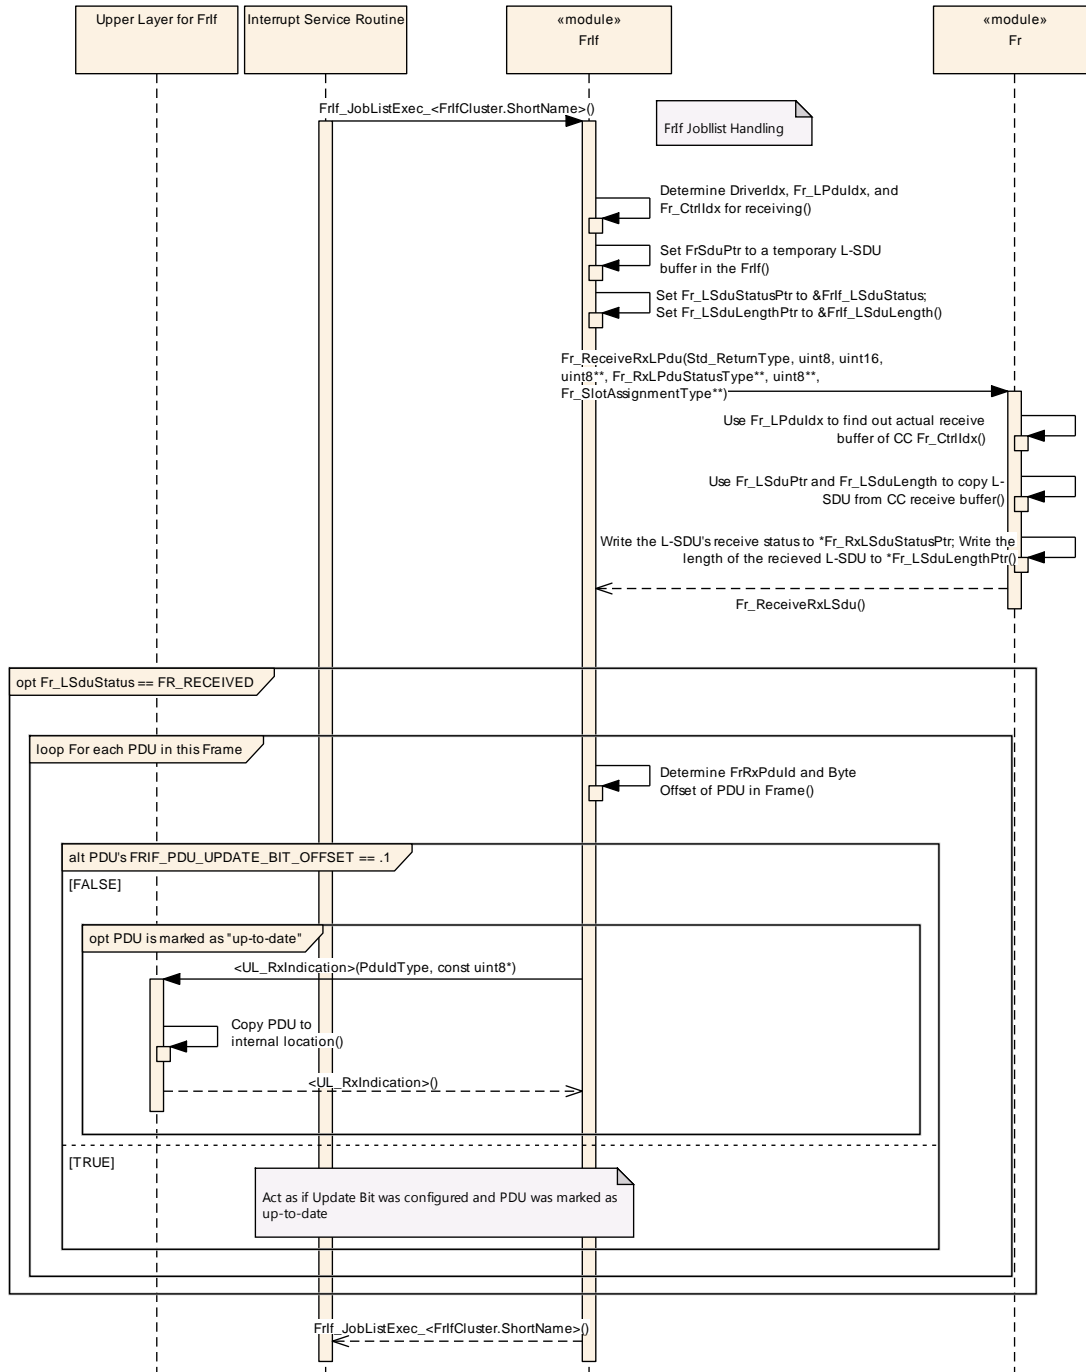 Upper Layer for FrIf
Interrupt Service Routine
«module»
FrIf
«module»
Fr
FrIf_JobListExec_<FrIfCluster.ShortName>()
FrIf Jobllist Handling
Determine DriverIdx, Fr_LPduIdx, and
Fr_CtrlIdx for receiving()
Set FrSduPtr to a temporary L-SDU
buffer in the FrIf()
Set Fr_LSduStatusPtr to &FrIf_LSduStatus;
Set Fr_LSduLengthPtr to &FrIf_LSduLength()
Fr_ReceiveRxLPdu(Std_ReturnType, uint8, uint16,
uint8**, Fr_RxLPduStatusType**, uint8**,
Fr_SlotAssignmentType**)
Use Fr_LPduIdx to find out actual receive
buffer of CC Fr_CtrlIdx()
Use Fr_LSduPtr and Fr_LSduLength to copy L-
SDU from CC receive buffer()
Write the L-SDU's receive status to *Fr_RxLSduStatusPtr; Write the
length of the recieved L-SDU to *Fr_LSduLengthPtr()
Fr_ReceiveRxLSdu()
opt Fr_LSduStatus == FR_RECEIVED
loop For each PDU in this Frame
Determine FrRxPduId and Byte
Offset of PDU in Frame()
alt PDU's FRIF_PDU_UPDATE_BIT_OFFSET == .1
[FALSE]
opt PDU is marked as "up-to-date"
<UL_RxIndication>(PduIdType, const uint8*)
Copy PDU to
internal location()
<UL_RxIndication>()
[TRUE]
Act as if Update Bit was configured and PDU was marked as
up-to-date
FrIf_JobListExec_<FrIfCluster.ShortName>()